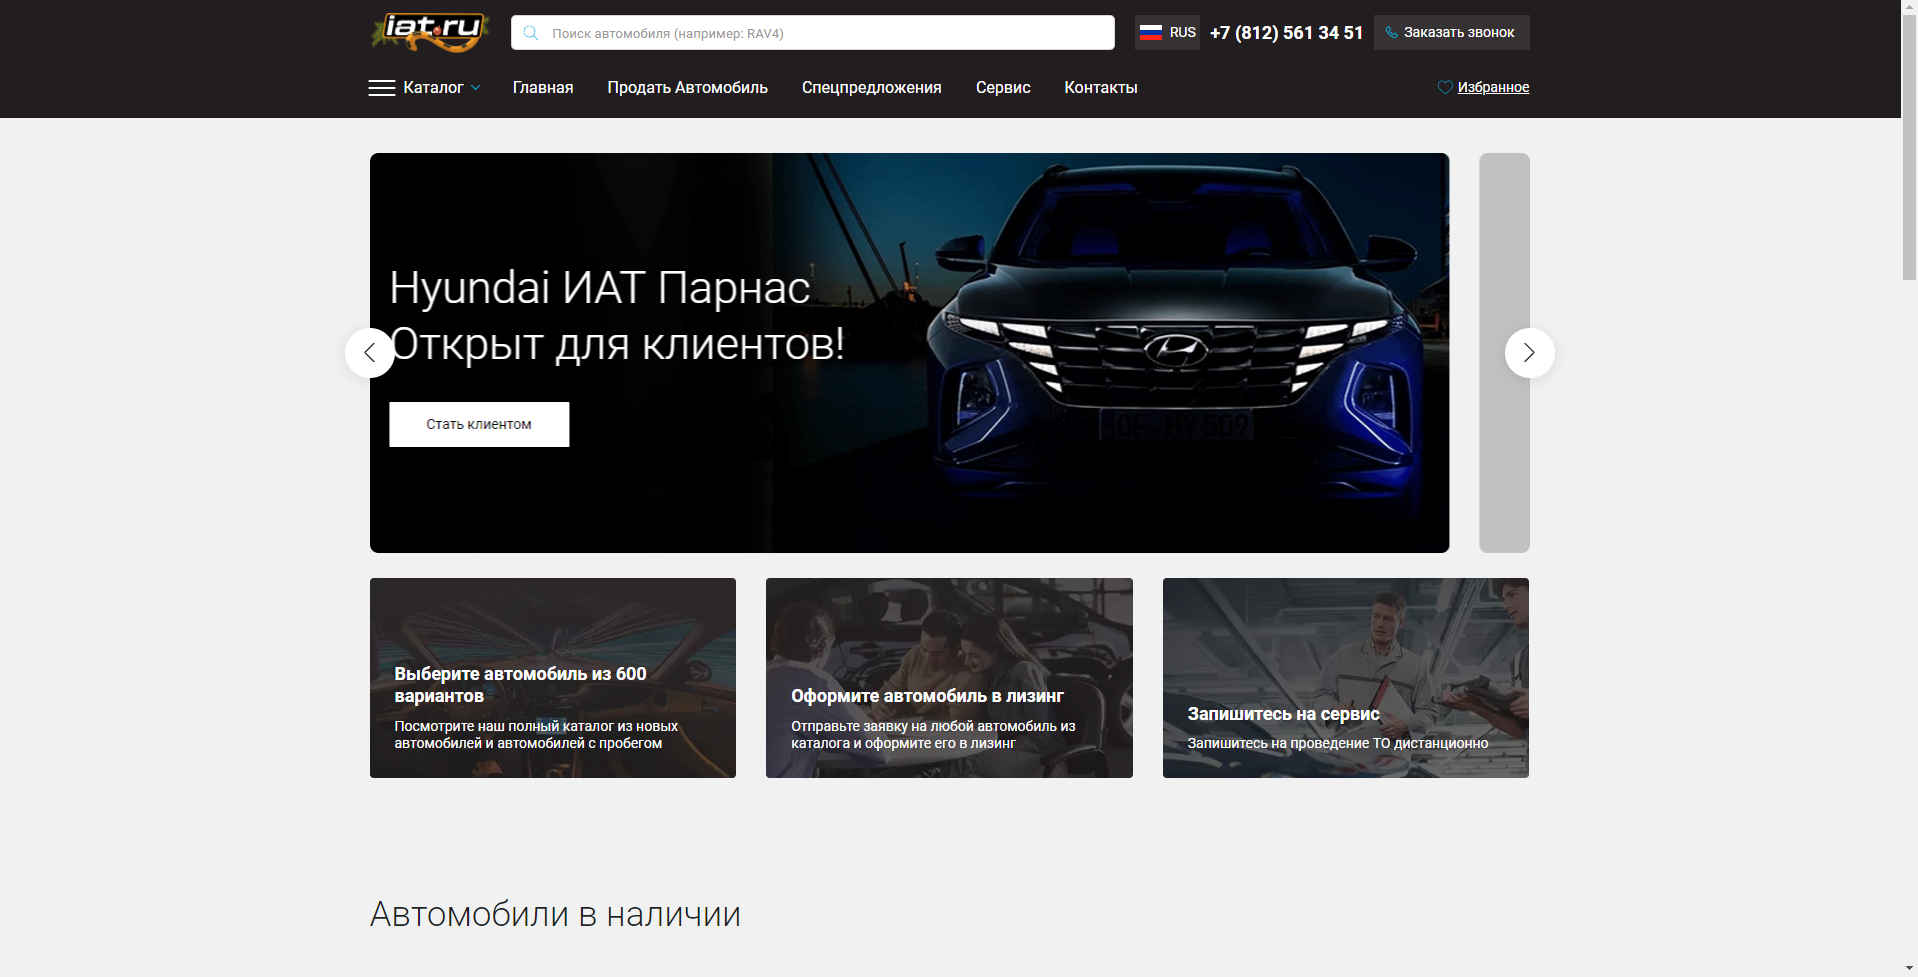 iat.ru
Поиск автомобиля (например: RAV4)
RUS
+7 (812) 561 34 51
Заказать звонок
Каталог
Главная
Продать Автомобиль
Спецпредложения
Сервис
Контакты
Избранное
Hyundai ИАТ Парнас
Открыт для клиентов!
Стать клиентом
OF HY 509
Выберите автомобиль из 600
вариантов
Посмотрите наш полный каталог из новых
автомобилей и автомобилей с пробегом
Оформите автомобиль в лизинг
Отправьте заявку на любой автомобиль из
каталога и оформите его в лизинг
Запишитесь на сервис
Запишитесь на проведение ТО дистанционно
Автомобили в наличии